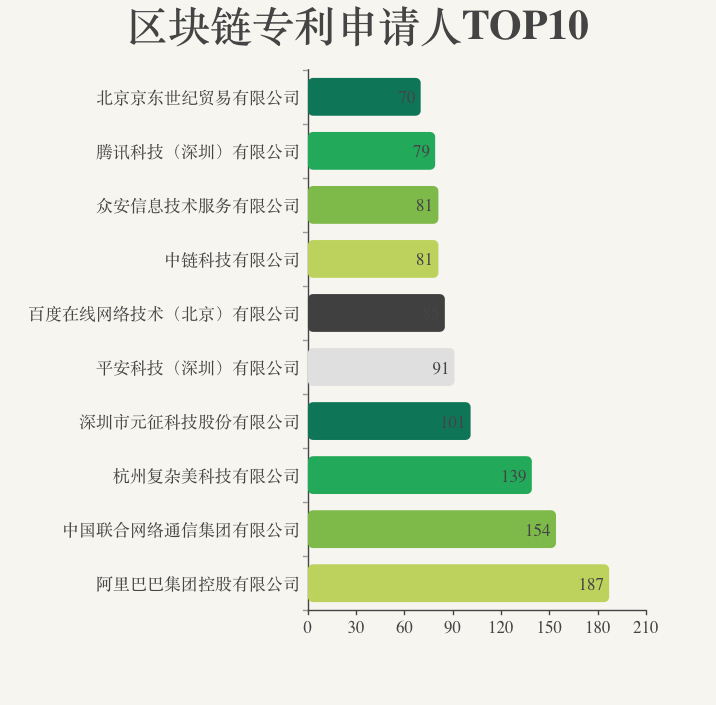 区块链专利申请人TOP10
北京京东世纪贸易有限公司 70
腾讯科技（深圳）有限公司 79
众安信息技术服务有限公司 81
中链科技有限公司 81
百度在线网络技术（北京）有限公司
平安科技（深圳）有限公司 91
深圳市元征科技股份有限公司 101
杭州复杂美科技有限公司 139
中国联合网络通信集团有限公司 154
阿里巴巴集团控股有限公司 187
0 30 60 90 120 150 180 210